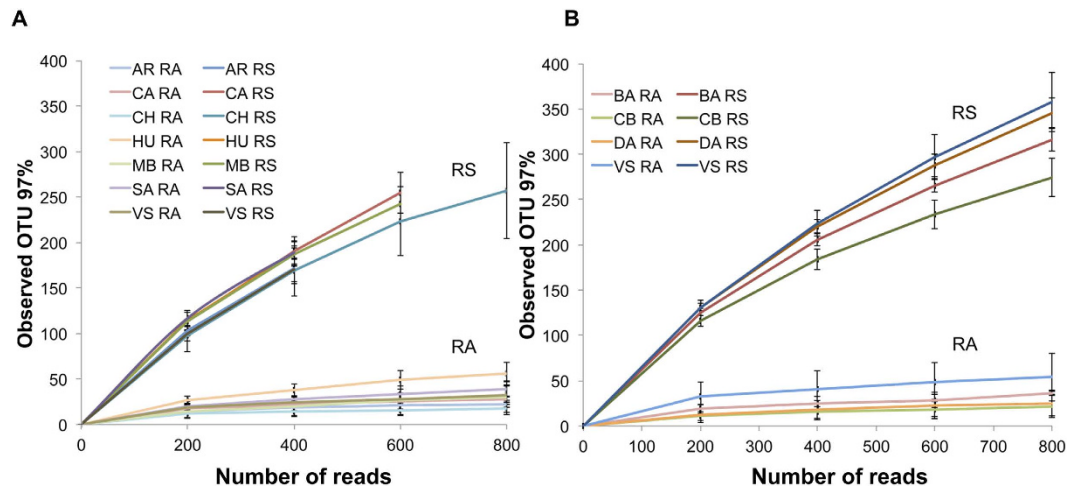 A
Observed OTU 97%
400
350
300
250
200
150
100
50
0
AR RA AR RS
CA RA CA RS
CH RA CH RS
HU RA HU RS
MB RA MB RS
SA RA SA RS
VS RA VS RS
RS
RA
0 200 400 600 800
Number of reads
B
Observed OTU 97%
400
350
300
250
200
150
100
50
0
BA RA BA RS
CB RA CB RS
DA RA DA RS
VS RA VS RS
RS
RA
0 100 200 300 400 500 600 700 800
Number of reads